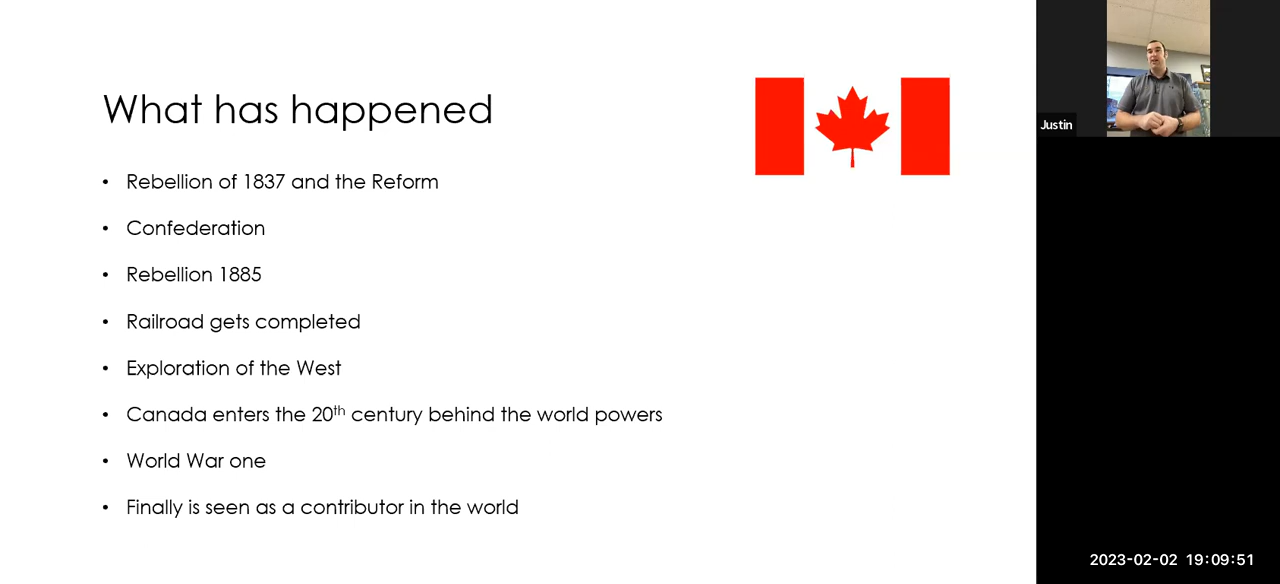 What has happened
• Rebellion of 1837 and the Reform
• Confederation
• Rebellion 1885
• Railroad gets completed
• Exploration of the West
• Canada enters the 20th century behind the world powers
• World War one
• Finally is seen as a contributor in the world
Justin
2023-02-02 19:09:51